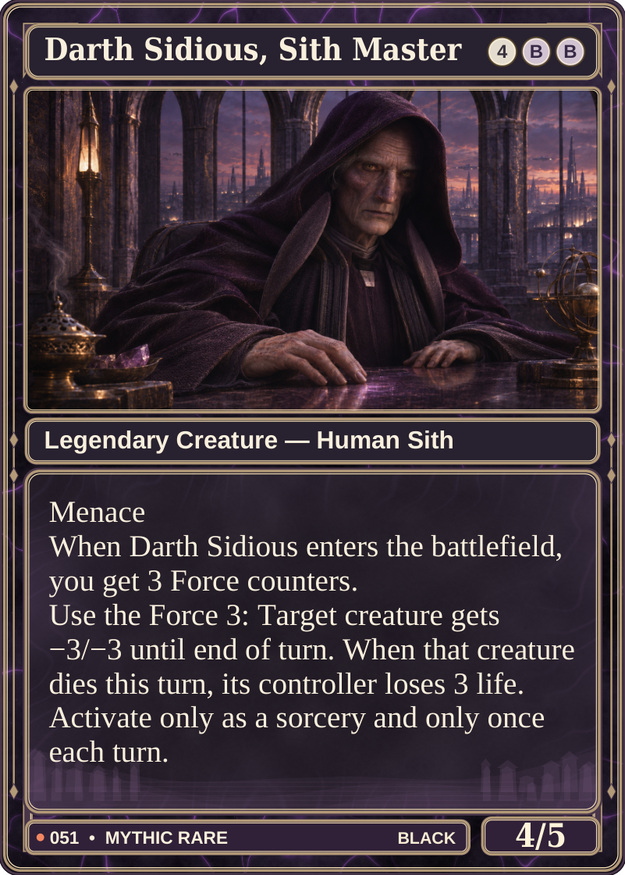 Darth Sidious, Sith Master 4 B B
Legendary Creature — Human Sith
Menace
When Darth Sidious enters the battlefield,
you get 3 Force counters.
Use the Force 3: Target creature gets
−3/−3 until end of turn. When that creature
dies this turn, its controller loses 3 life.
Activate only as a sorcery and only once
each turn.
051 • MYTHIC RARE BLACK 4/5